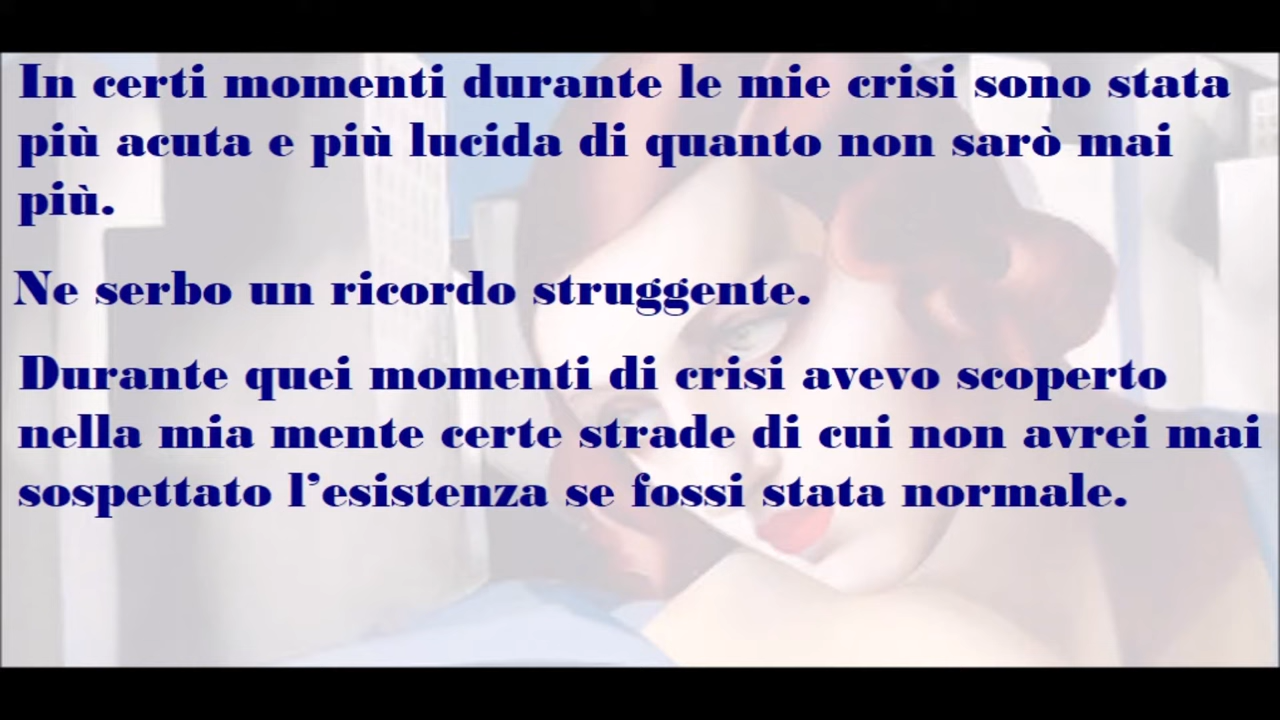 In certi momenti durante le mie crisi sono stata
più acuta e più lucida di quanto non sarò mai
più.
Ne serbo un ricordo struggente.
Durante quei momenti di crisi avevo scoperto
nella mia mente certe strade di cui non avrei mai
sospettato l’esistenza se fossi stata normale.